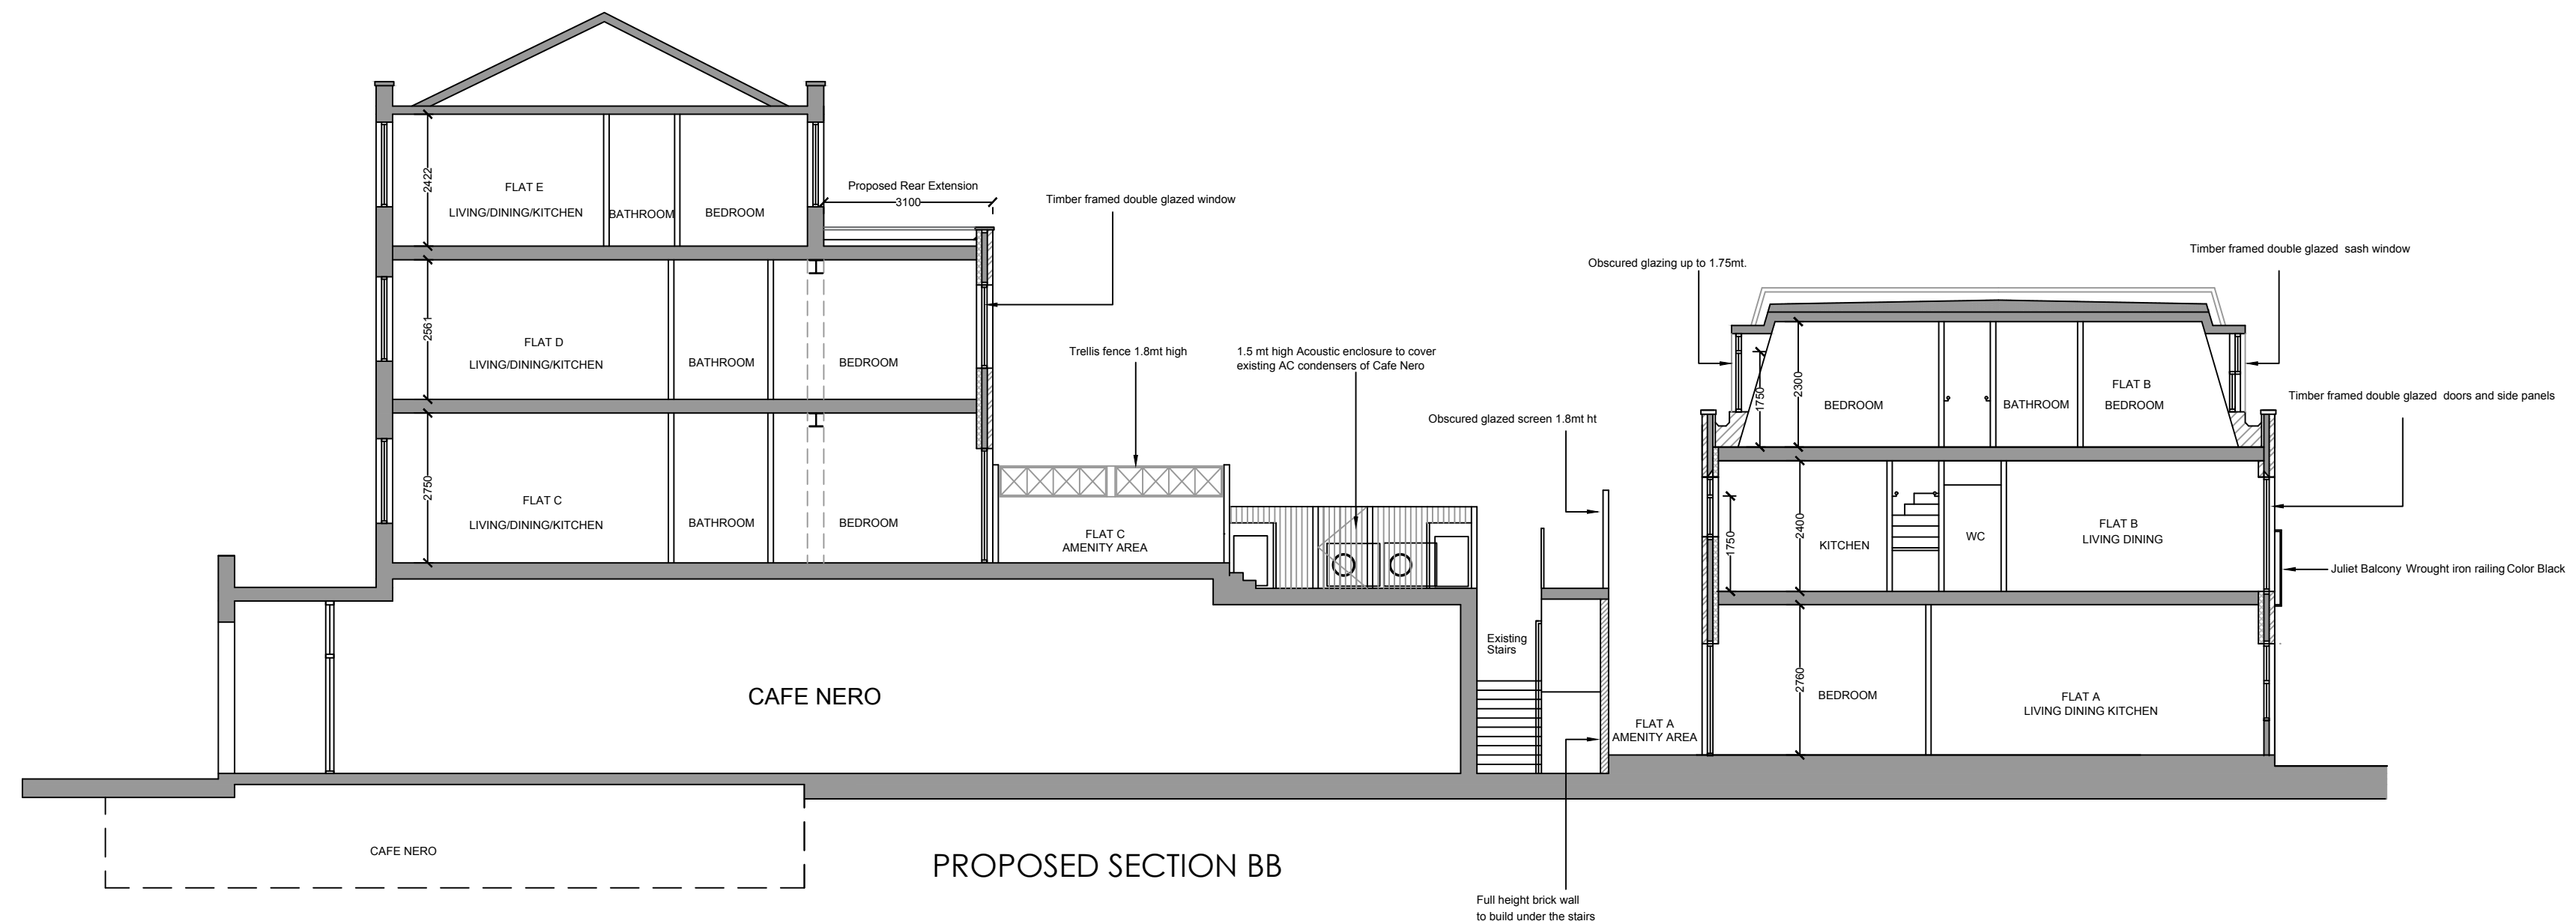 Proposed Rear Extension
3100
Timber framed double glazed window
2422
FLAT E
LIVING/DINING/KITCHEN
BATHROOM
BEDROOM
2561
FLAT D
LIVING/DINING/KITCHEN
BATHROOM
BEDROOM
2750
FLAT C
LIVING/DINING/KITCHEN
BATHROOM
BEDROOM
Trellis fence 1.8mt high
FLAT C
AMENITY AREA
1.5 mt high Acoustic enclosure to cover
existing AC condensers of Cafe Nero
Obscured glazed screen 1.8mt ht
Obscured glazing up to 1.75mt.
Timber framed double glazed sash window
Timber framed double glazed doors and side panels
1750
2300
BEDROOM
BATHROOM
FLAT B
BEDROOM
1750
2400
KITCHEN
WC
FLAT B
LIVING DINING
Juliet Balcony Wrought iron railing Color Black
Existing
Stairs
FLAT A
AMENITY AREA
2760
BEDROOM
FLAT A
LIVING DINING KITCHEN
CAFE NERO
CAFE NERO
PROPOSED SECTION BB
Full height brick wall
to build under the stairs